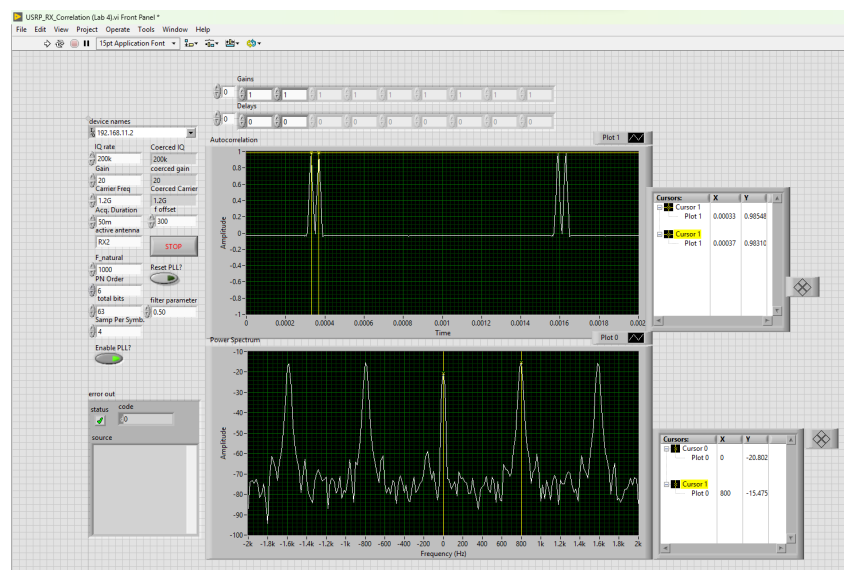 USRP_RX_Correlation (Lab 4).vi Front Panel *
File Edit View Project Operate Tools Window Help
15pt Application Font
Gains
0 1 1 1 1 1 1 1 1 1
Delays
0 0 0 0 0 0 0 0 0 0
device names
192.168.11.2
IQ rate Coerced IQ
200k 200k
Gain coerced gain
20 20
Carrier Freq Coerced Carrier
1.2G 1.2G
Acq. Duration f offset
50m 300
active antenna
RX2
STOP
F_natural
1000
Reset PLL?
PN Order
6
total bits filter parameter
63 0.50
Samp Per Symb.
4
Enable PLL?
error out
status code
0
source
Autocorrelation
Plot 1
Amplitude
1
0.8
0.6
0.4
0.2
0
-0.2
-0.4
-0.6
-0.8
-1
0 0.0002 0.0004 0.0006 0.0008 0.001 0.0012 0.0014 0.0016 0.0018 0.002
Time
Cursors: X Y
Cursor 1
Plot 1 0.00033 0.98548
Cursor 1
Plot 1 0.00037 0.98310
Power Spectrum
Plot 0
Amplitude
-10
-20
-30
-40
-50
-60
-70
-80
-90
-100
-2k -1.8k -1.6k -1.4k -1.2k -1k -800 -600 -400 -200 0 200 400 600 800 1k 1.2k 1.4k 1.6k 1.8k 2k
Frequency (Hz)
Cursors: X Y
Cursor 0
Plot 0 0 -20.802
Cursor 1
Plot 0 800 -15.475